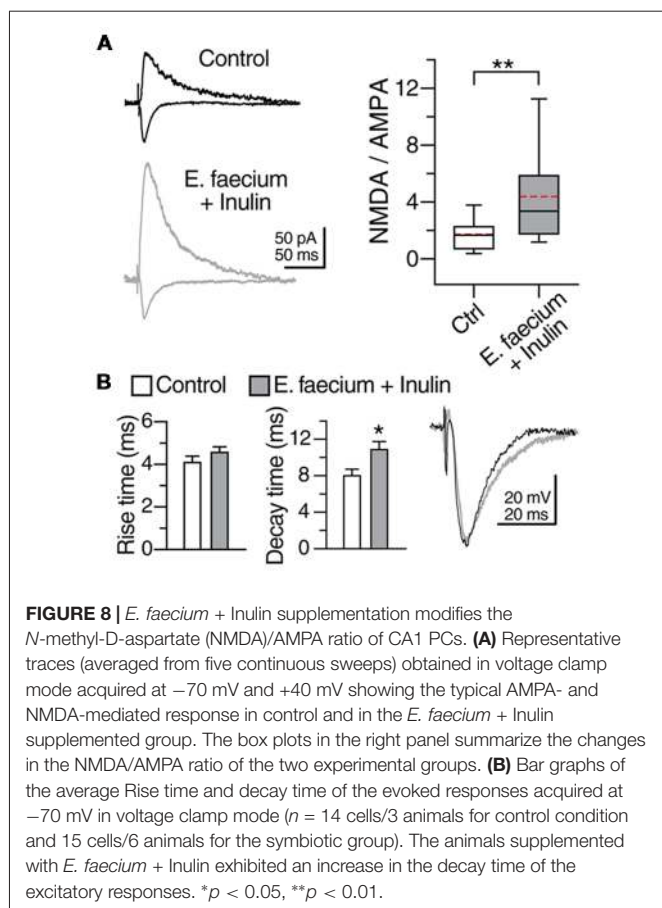 A
Control
E. faecium
+ Inulin
50 pA
50 ms
**
NMDA / AMPA
12
8
4
0
Ctrl
E. faecium
+ Inulin
B
Control
E. faecium + Inulin
Rise time (ms)
6
4
2
0
Decay time (ms)
12
8
4
0
*
20 mV
20 ms
FIGURE 8 | E. faecium + Inulin supplementation modifies the
N-methyl-D-aspartate (NMDA)/AMPA ratio of CA1 PCs. (A) Representative
traces (averaged from five continuous sweeps) obtained in voltage clamp
mode acquired at −70 mV and +40 mV showing the typical AMPA- and
NMDA-mediated response in control and in the E. faecium + Inulin
supplemented group. The box plots in the right panel summarize the changes
in the NMDA/AMPA ratio of the two experimental groups. (B) Bar graphs of
the average Rise time and decay time of the evoked responses acquired at
−70 mV in voltage clamp mode (n = 14 cells/3 animals for control condition
and 15 cells/6 animals for the symbiotic group). The animals supplemented
with E. faecium + Inulin exhibited an increase in the decay time of the
excitatory responses. *p < 0.05, **p < 0.01.